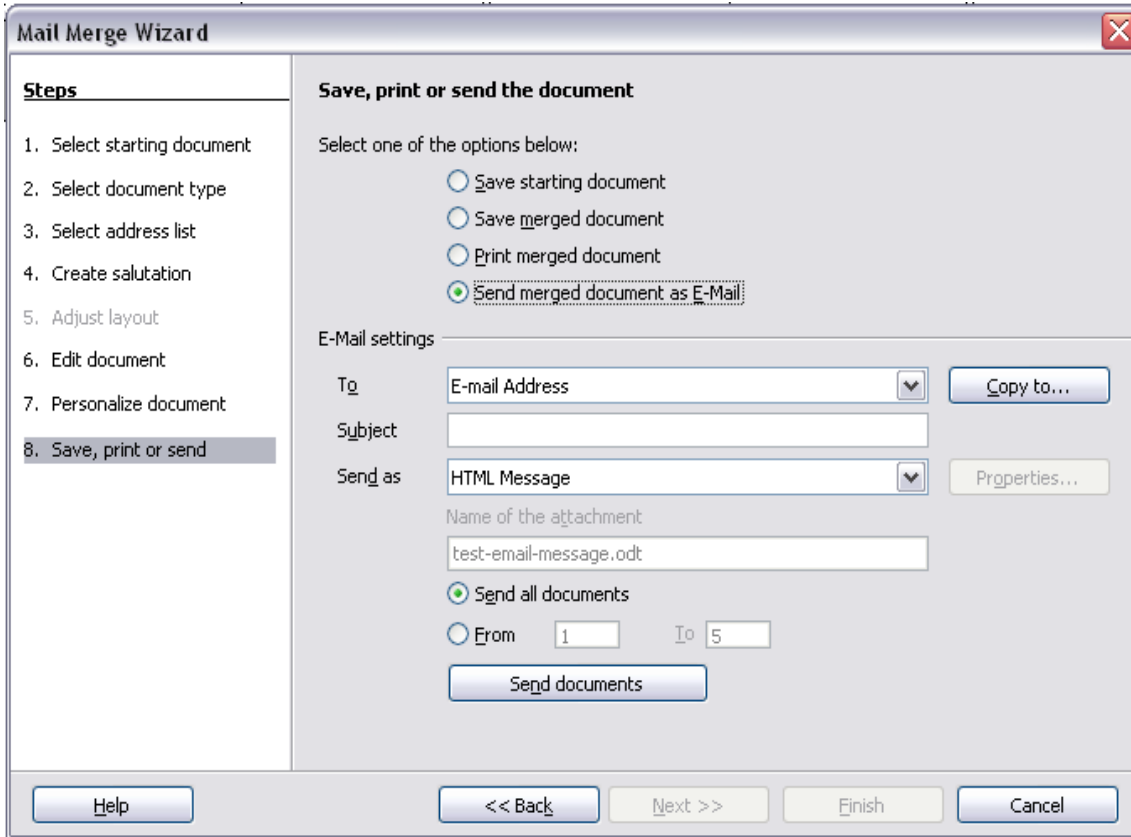 Mail Merge Wizard
Steps
1. Select starting document
2. Select document type
3. Select address list
4. Create salutation
5. Adjust layout
6. Edit document
7. Personalize document
8. Save, print or send
Save, print or send the document
Select one of the options below:
Save starting document
Save merged document
Print merged document
Send merged document as E-Mail
E-Mail settings
To E-mail Address Copy to...
Subject
Send as HTML Message Properties...
Name of the attachment
test-email-message.odt
Send all documents
From 1 To 5
Send documents
Help << Back Next >> Finish Cancel